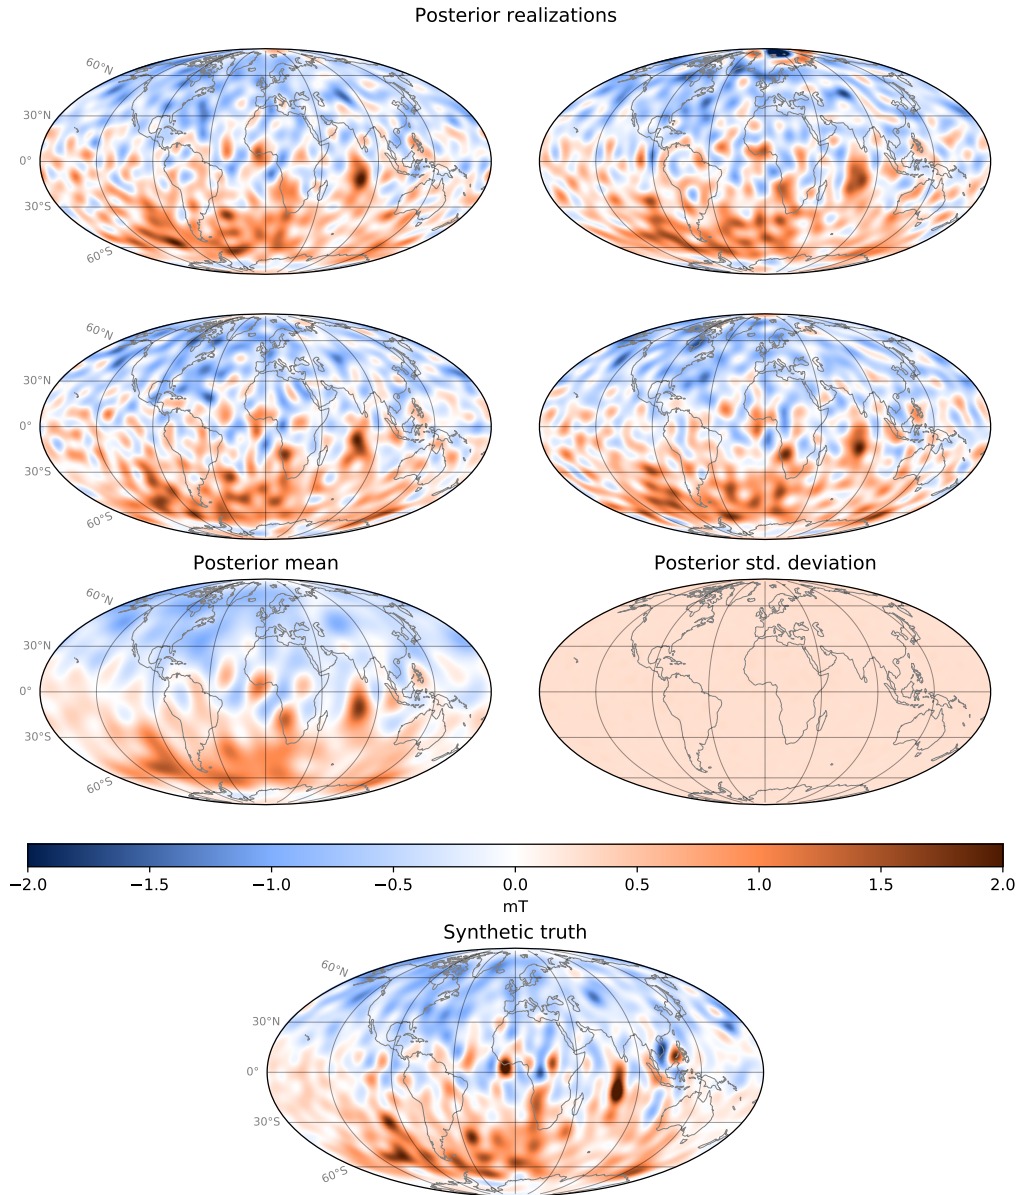 Posterior realizations
60°N
30°N
0°
30°S
60°S
60°N
30°N
0°
30°S
60°S
Posterior mean
Posterior std. deviation
60°N
30°N
0°
30°S
60°S
−2.0 −1.5 −1.0 −0.5 0.0 0.5 1.0 1.5 2.0
mT
Synthetic truth
60°N
30°N
0°
30°S
60°S